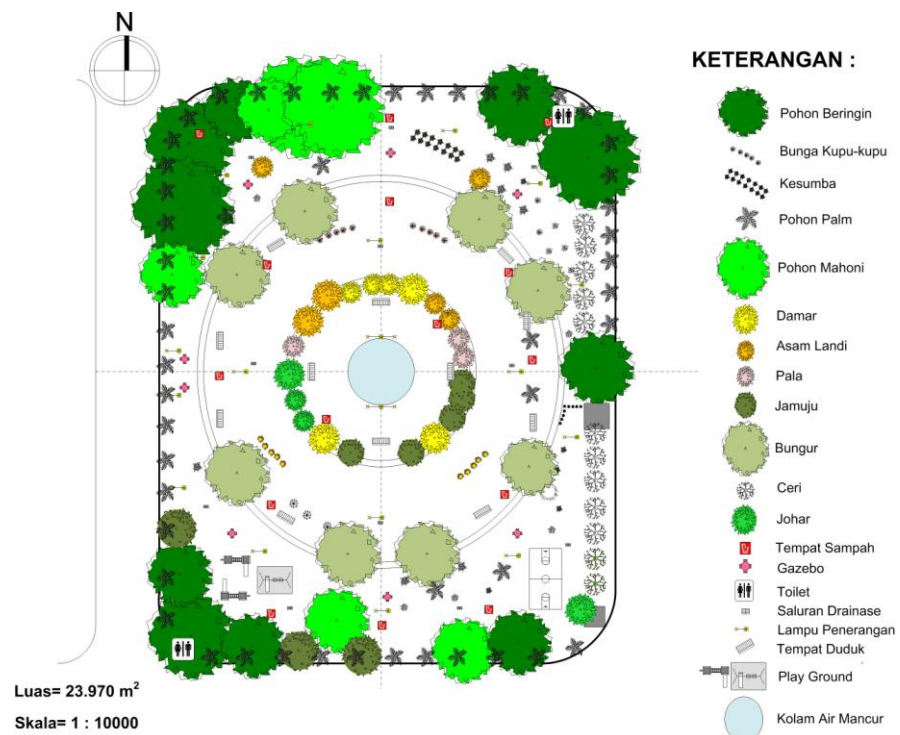 N
KETERANGAN :
Pohon Beringin
Bunga Kupu-kupu
Kesumba
Pohon Palm
Pohon Mahoni
Damar
Asam Landi
Pala
Jamuju
Bungur
Ceri
Johar
Tempat Sampah
Gazebo
Toilet
Saluran Drainase
Lampu Penerangan
Tempat Duduk
Play Ground
Kolam Air Mancur
Luas= 23.970 m²
Skala= 1 : 10000